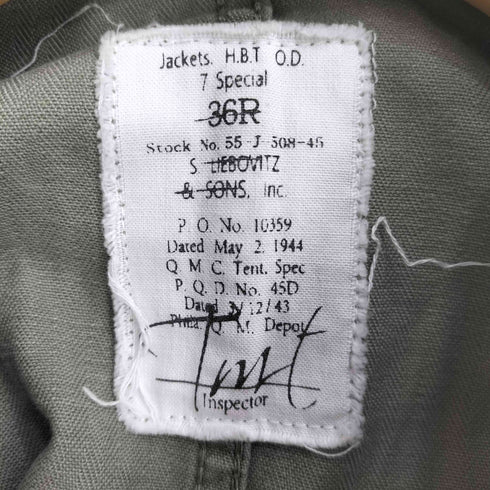 Jackets. H.B.T O.D.
7 Special
36R
Stock No. 55-J-508-45
S. LIEBOVITZ
& SONS, Inc.
P. O. No. 10359
Dated May 2, 1944
Q. M. C. Tent. Spec
P. Q. D. No. 45D
Dated 3/12/43
Phila. Q. M. Depot
Inspector